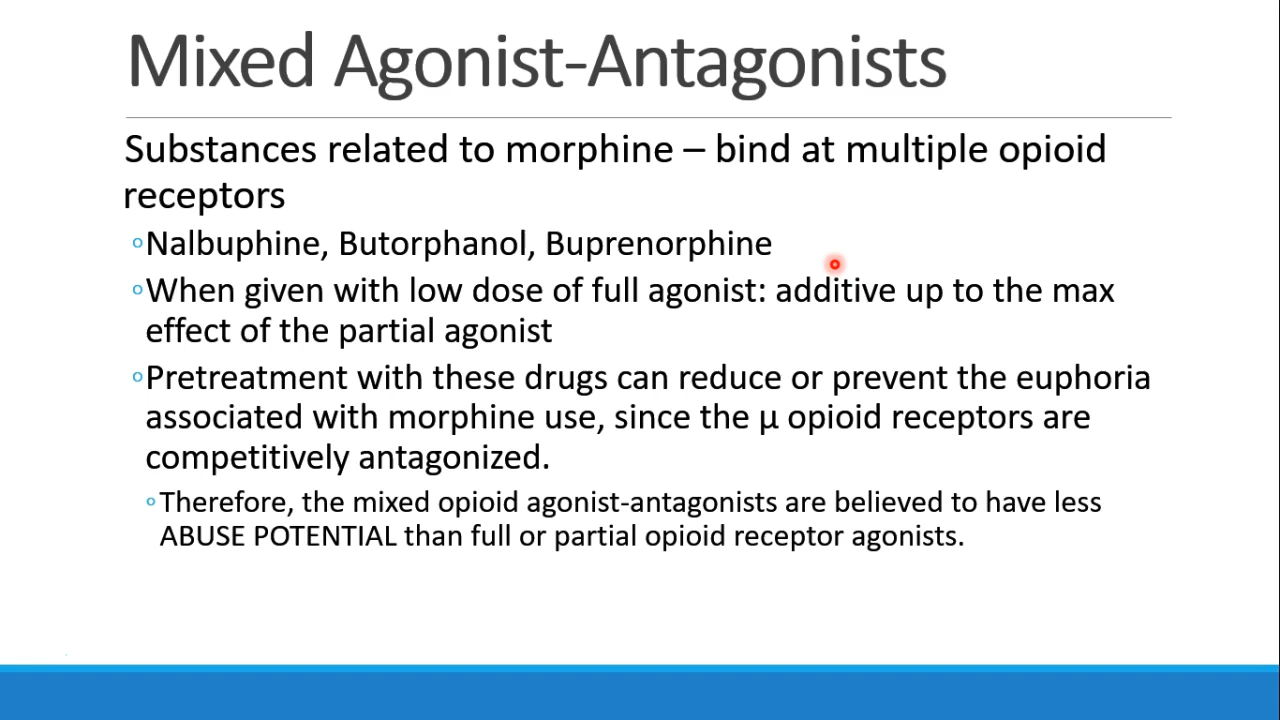 Mixed Agonist-Antagonists
Substances related to morphine – bind at multiple opioid
receptors
Nalbuphine, Butorphanol, Buprenorphine
When given with low dose of full agonist: additive up to the max
effect of the partial agonist
Pretreatment with these drugs can reduce or prevent the euphoria
associated with morphine use, since the μ opioid receptors are
competitively antagonized.
Therefore, the mixed opioid agonist-antagonists are believed to have less
ABUSE POTENTIAL than full or partial opioid receptor agonists.